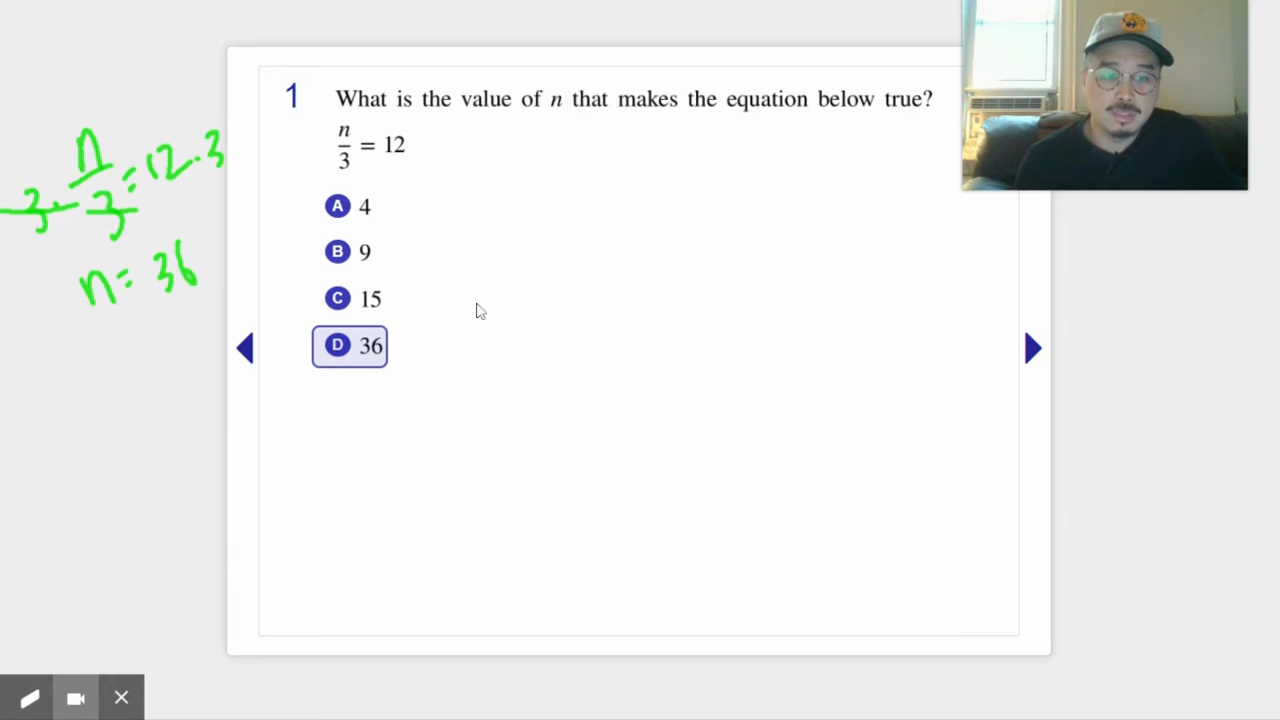 1 What is the value of n that makes the equation below true?
n/3 = 12
A 4
B 9
C 15
D 36
3 · n/3 = 12 · 3
n = 36